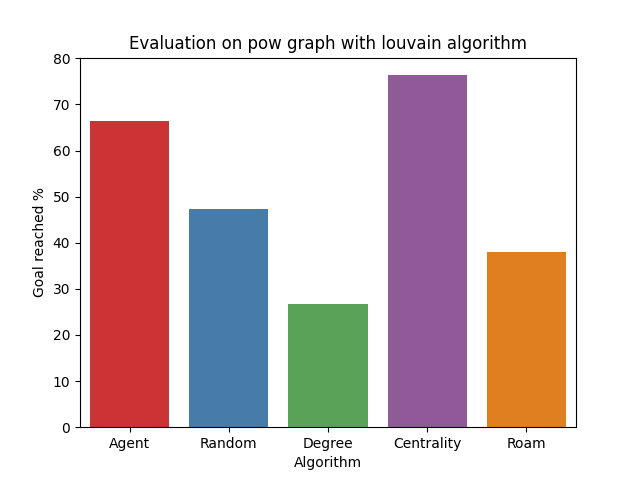 Evaluation on pow graph with louvain algorithm
Goal reached %
80
70
60
50
40
30
20
10
0
Agent Random Degree Centrality Roam
Algorithm